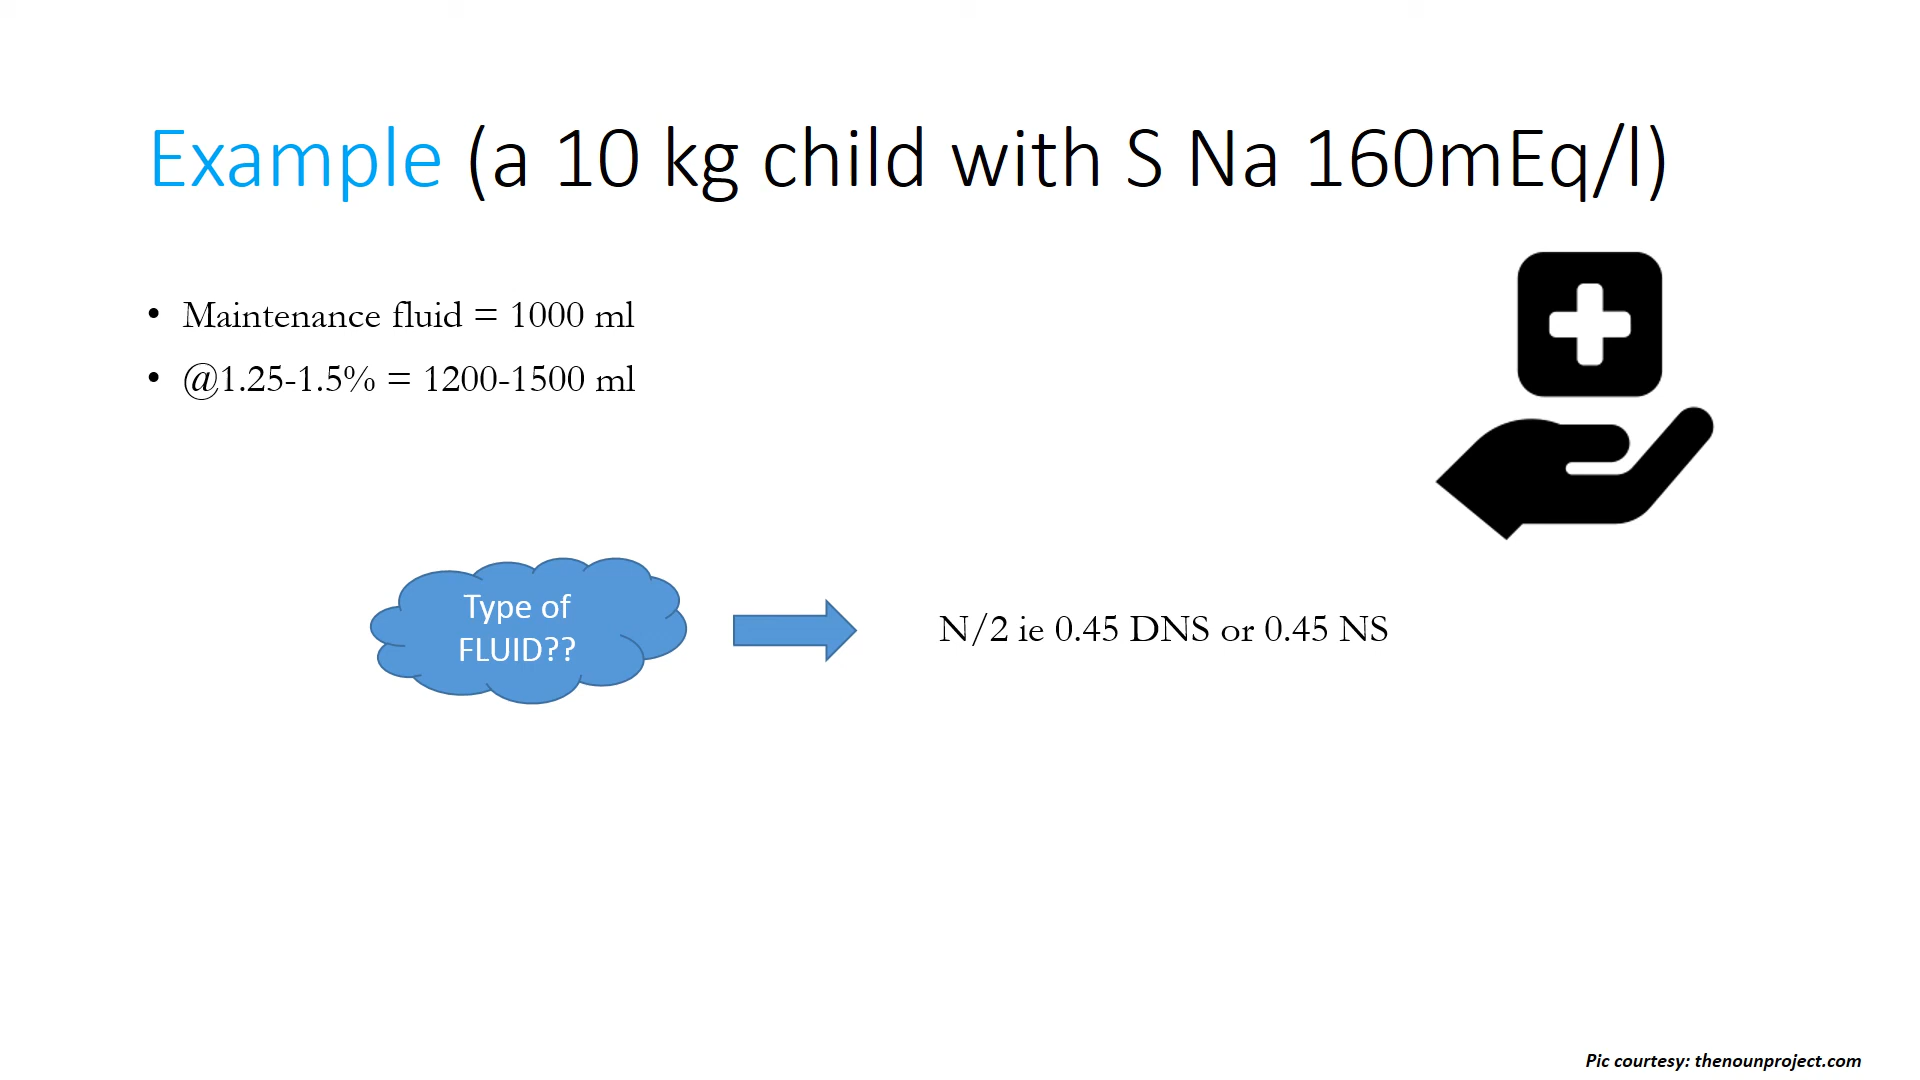 Example (a 10 kg child with S Na 160mEq/l)
• Maintenance fluid = 1000 ml
• @1.25-1.5% = 1200-1500 ml
Type of
FLUID??
N/2 ie 0.45 DNS or 0.45 NS
Pic courtesy: thenounproject.com